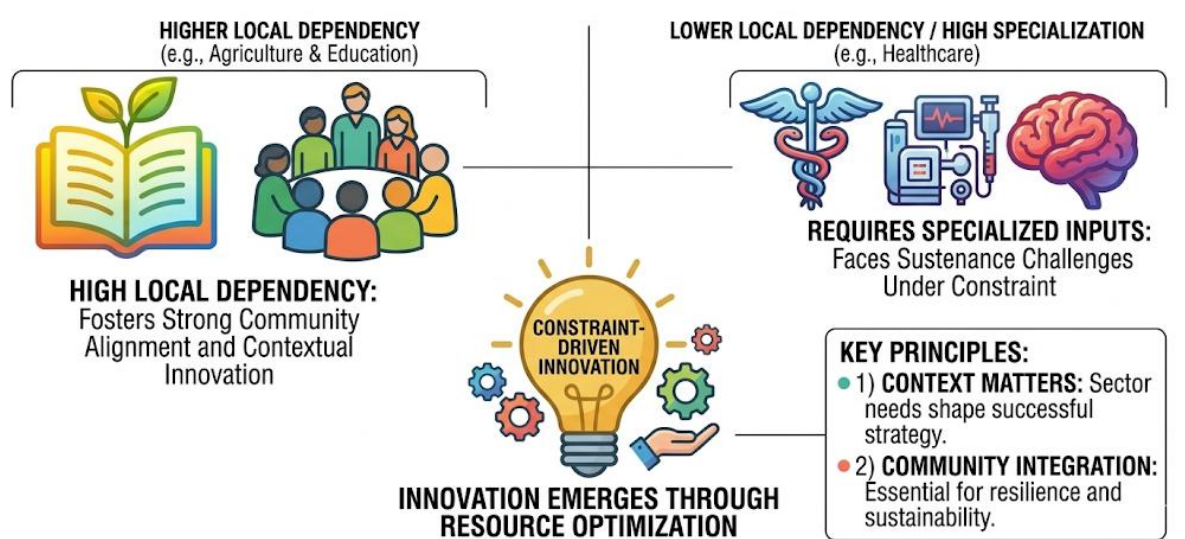 HIGHER LOCAL DEPENDENCY
(e.g., Agriculture & Education)
HIGH LOCAL DEPENDENCY:
Fosters Strong Community
Alignment and Contextual
Innovation
LOWER LOCAL DEPENDENCY / HIGH SPECIALIZATION
(e.g., Healthcare)
REQUIRES SPECIALIZED INPUTS:
Faces Sustenance Challenges
Under Constraint
CONSTRAINT-
DRIVEN
INNOVATION
INNOVATION EMERGES THROUGH
RESOURCE OPTIMIZATION
KEY PRINCIPLES:
1) CONTEXT MATTERS: Sector
needs shape successful
strategy.
2) COMMUNITY INTEGRATION:
Essential for resilience and
sustainability.